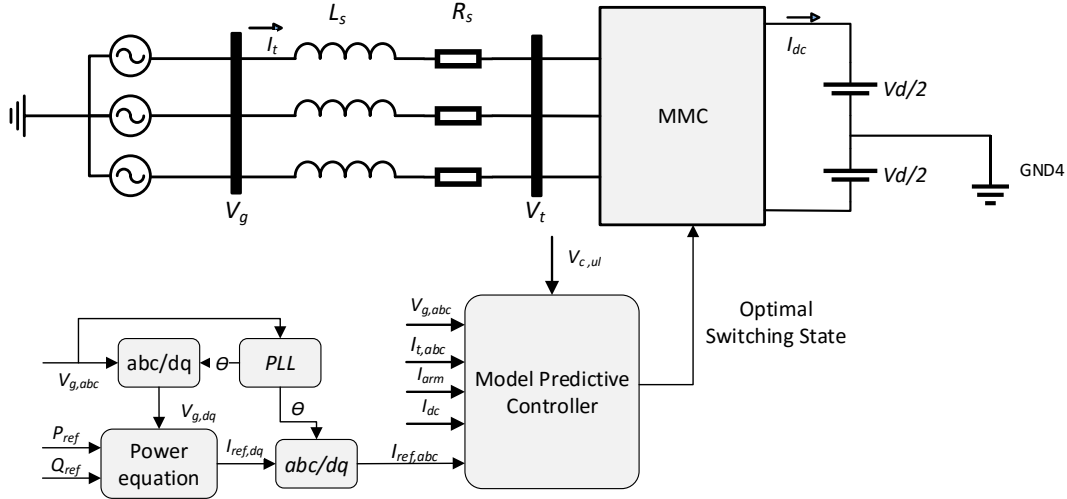 L_s
R_s
I_t
I_dc
MMC
Vd/2
Vd/2
GND4
V_g
V_t
V_c,ul
Optimal
Switching State
V_g,abc
I_t,abc
I_arm
I_dc
I_ref,abc
Model Predictive
Controller
V_g,abc
abc/dq
Θ
PLL
Θ
V_g,dq
P_ref
Q_ref
Power
equation
I_ref,dq
abc/dq